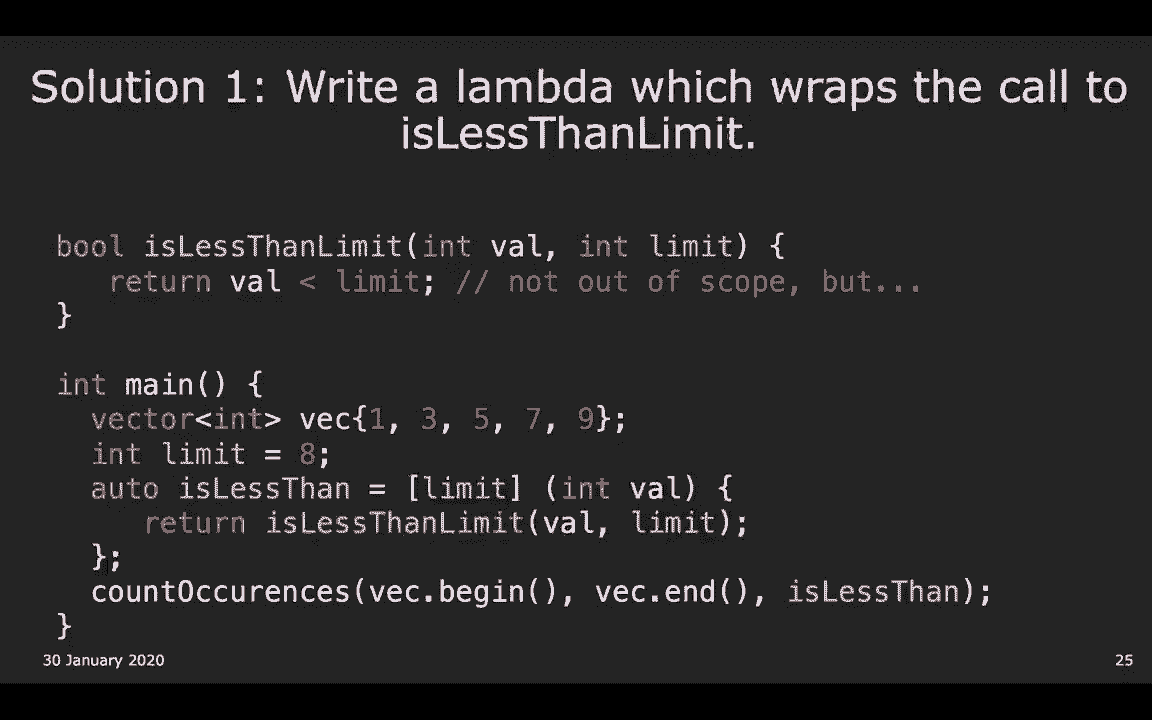 Solution 1: Write a lambda which wraps the call to
isLessThanLimit.
bool isLessThanLimit(int val, int limit) {
   return val < limit; // not out of scope, but...
}
int main() {
  vector<int> vec{1, 3, 5, 7, 9};
  int limit = 8;
  auto isLessThan = [limit] (int val) {
     return isLessThanLimit(val, limit);
  };
  countOccurences(vec.begin(), vec.end(), isLessThan);
}
30 January 2020
25